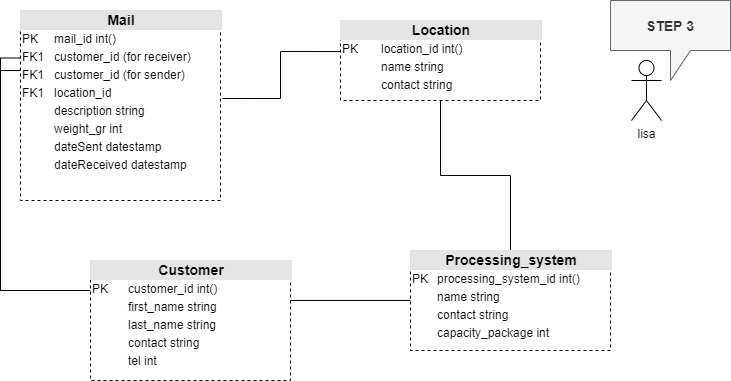 Mail
PK mail_id int()
FK1 customer_id (for receiver)
FK1 customer_id (for sender)
FK1 location_id
description string
weight_gr int
dateSent datestamp
dateReceived datestamp
Location
PK location_id int()
name string
contact string
STEP 3
lisa
Customer
PK customer_id int()
first_name string
last_name string
contact string
tel int
Processing_system
PK processing_system_id int()
name string
contact string
capacity_package int